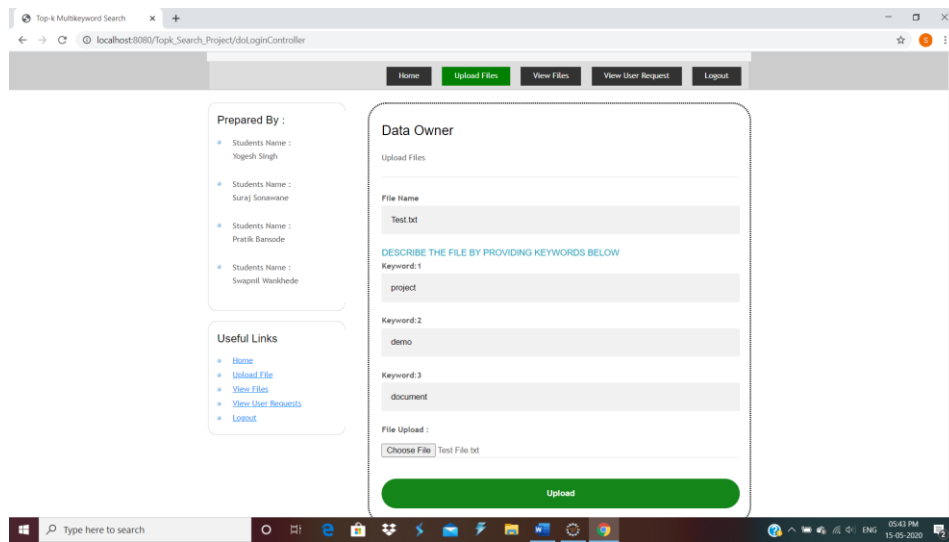 Top-k Multikeyword Search
localhost:8080/Topk_Search_Project/doLoginController
S
Home Upload Files View Files View User Request Logout
Prepared By :
Students Name :
Yogesh Singh
Students Name :
Suraj Sonawane
Students Name :
Pratik Bansode
Students Name :
Swapnil Wankhede
Useful Links
Home
Upload File
View Files
View User Requests
Logout
Data Owner
Upload Files
File Name
Test.txt
DESCRIBE THE FILE BY PROVIDING KEYWORDS BELOW
Keyword:1
project
Keyword:2
demo
Keyword:3
document
File Upload :
Choose File Test File.txt
Upload
Type here to search
ENG
05:43 PM
15-05-2020